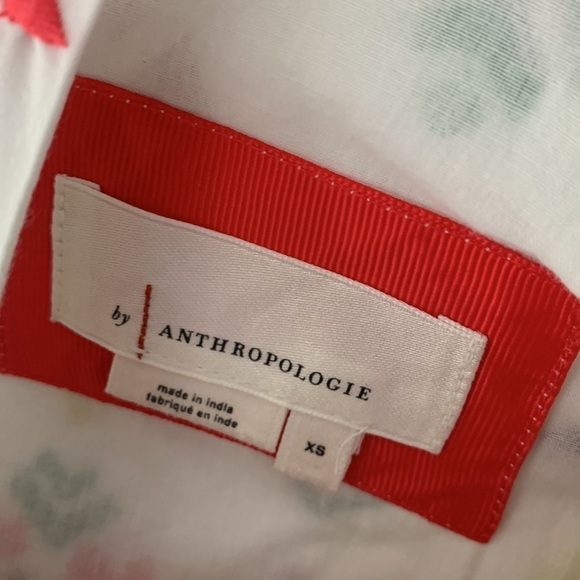 by ANTHROPOLOGIE
made in india
fabriqué en inde
XS